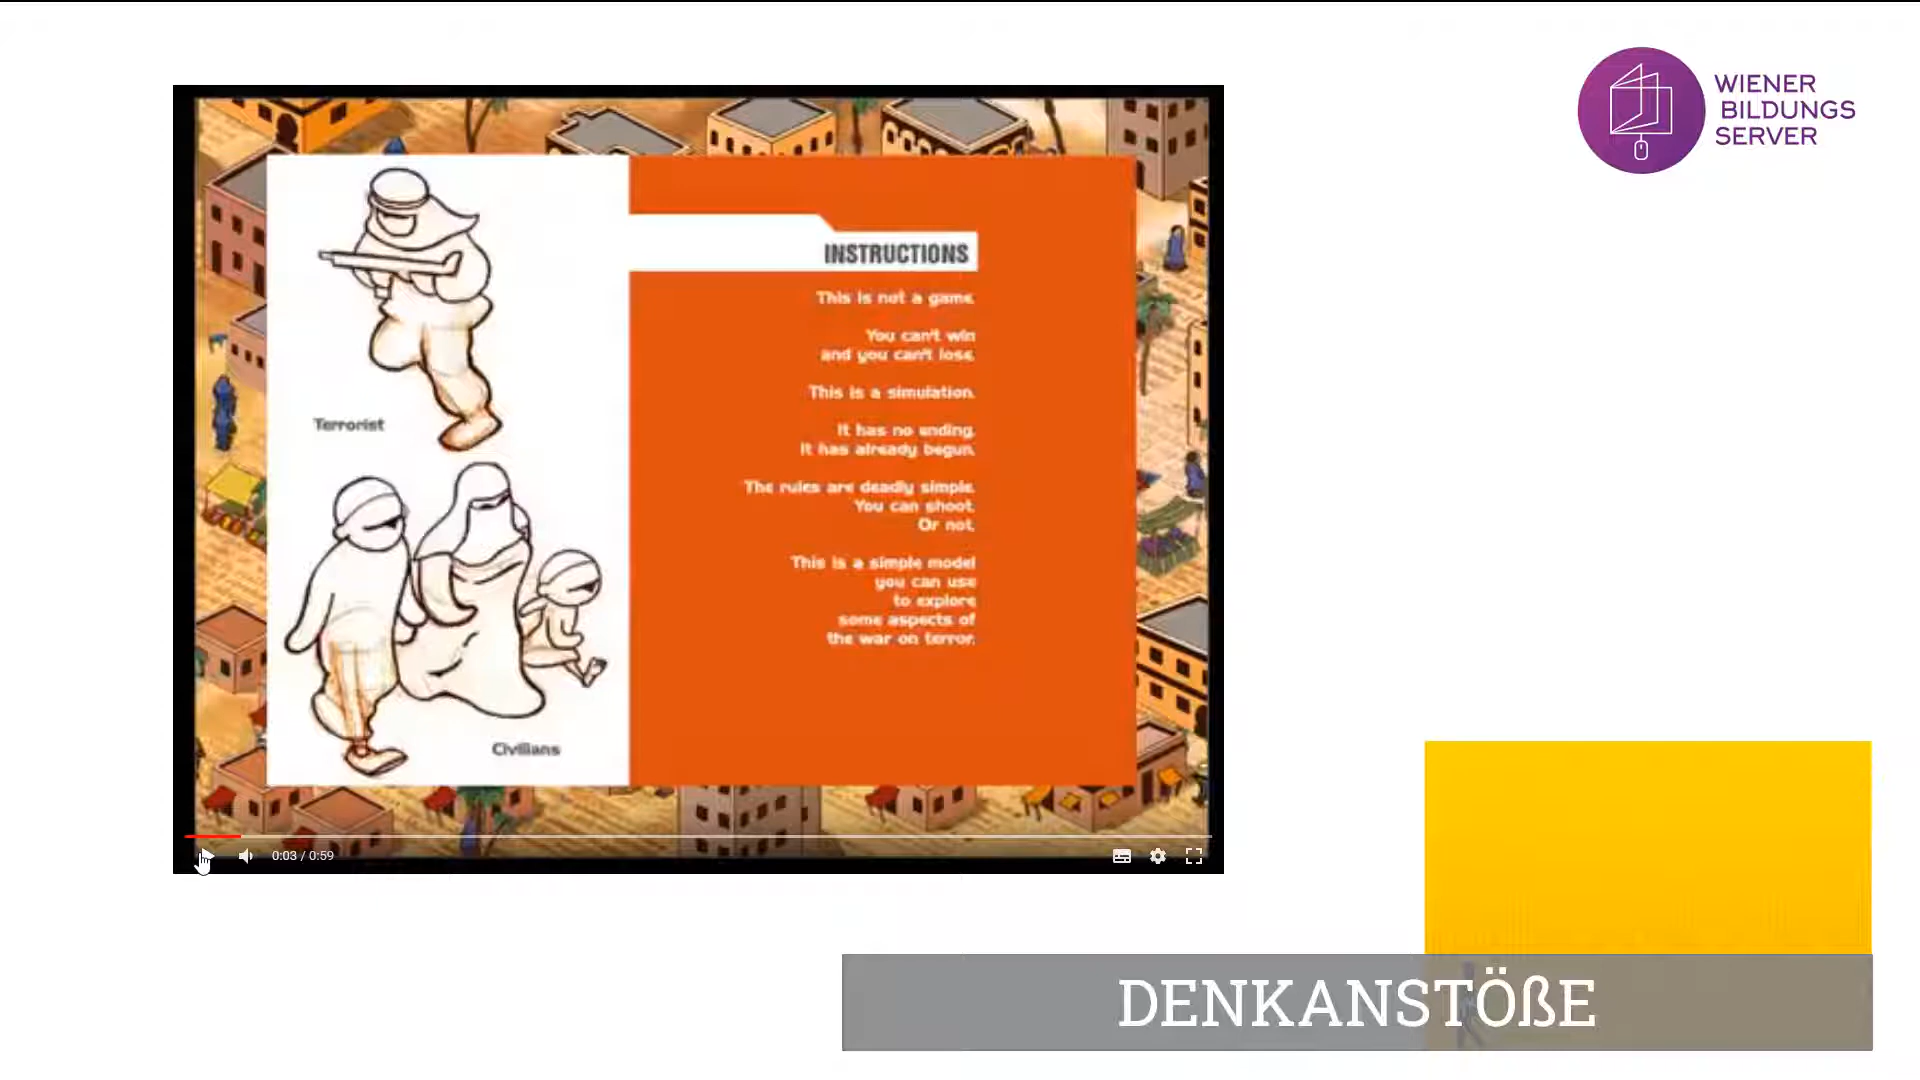 WIENER
BILDUNGS
SERVER
INSTRUCTIONS
This is not a game.
You can't win
and you can't lose.
This is a simulation.
It has no ending.
It has already begun.
The rules are deadly simple.
You can shoot.
Or not.
This is a simple model
you can use
to explore
some aspects of
the war on terror.
Terrorist
Civilians
0:03 / 0:59
DENKANSTÖßE